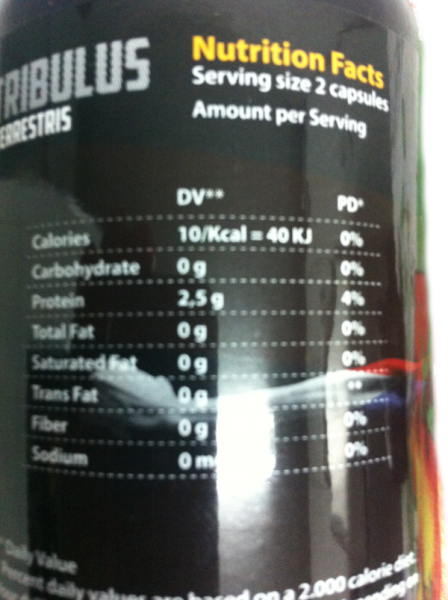 TRIBULUS
TERRESTRIS
Nutrition Facts
Serving size 2 capsules
Amount per Serving
DV** PD*
Calories 10/Kcal = 40 KJ 0%
Carbohydrate 0 g 0%
Protein 2,5 g 4%
Total Fat 0 g 0%
Saturated Fat 0 g 0%
Trans Fat 0 g **
Fiber 0 g 0%
Sodium 0 m 0%
Daily Value
Percent daily values are based on a 2.000 calorie diet.